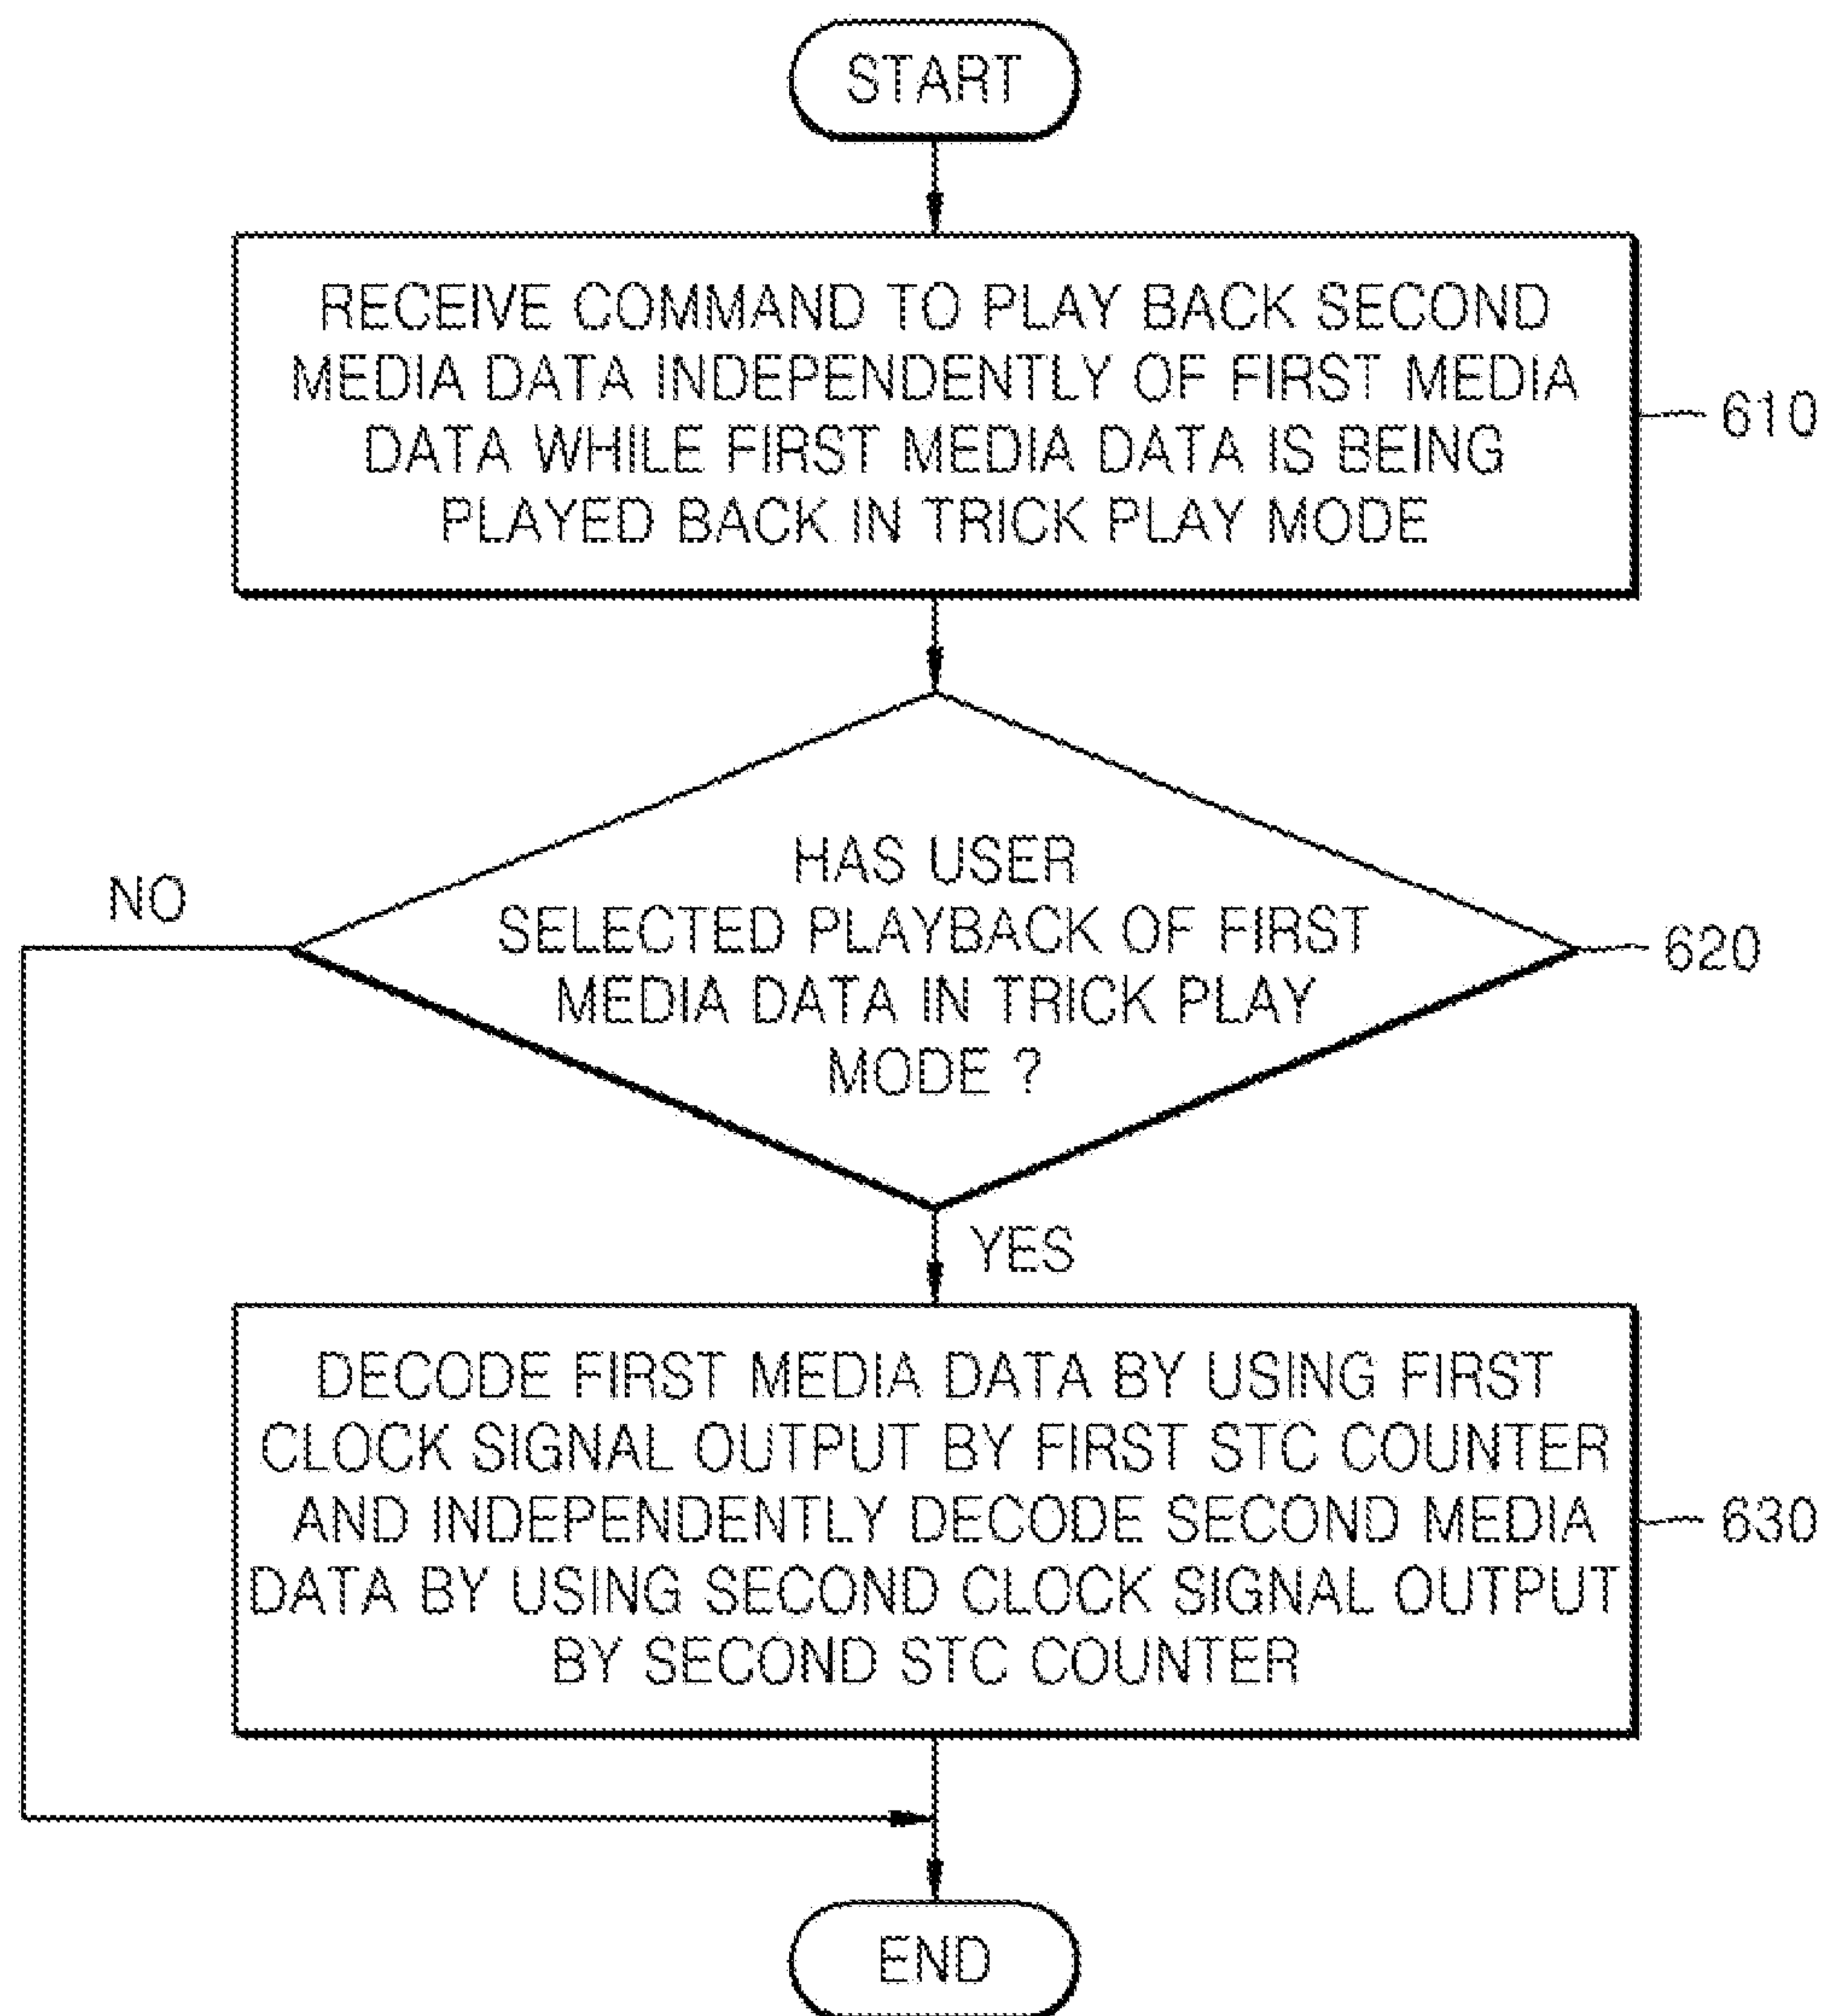 START
RECEIVE COMMAND TO PLAY BACK SECOND
MEDIA DATA INDEPENDENTLY OF FIRST MEDIA
DATA WHILE FIRST MEDIA DATA IS BEING
PLAYED BACK IN TRICK PLAY MODE
610
HAS USER
SELECTED PLAYBACK OF FIRST
MEDIA DATA IN TRICK PLAY
MODE ?
NO
620
YES
DECODE FIRST MEDIA DATA BY USING FIRST
CLOCK SIGNAL OUTPUT BY FIRST STC COUNTER
AND INDEPENDENTLY DECODE SECOND MEDIA
DATA BY USING SECOND CLOCK SIGNAL OUTPUT
BY SECOND STC COUNTER
630
END